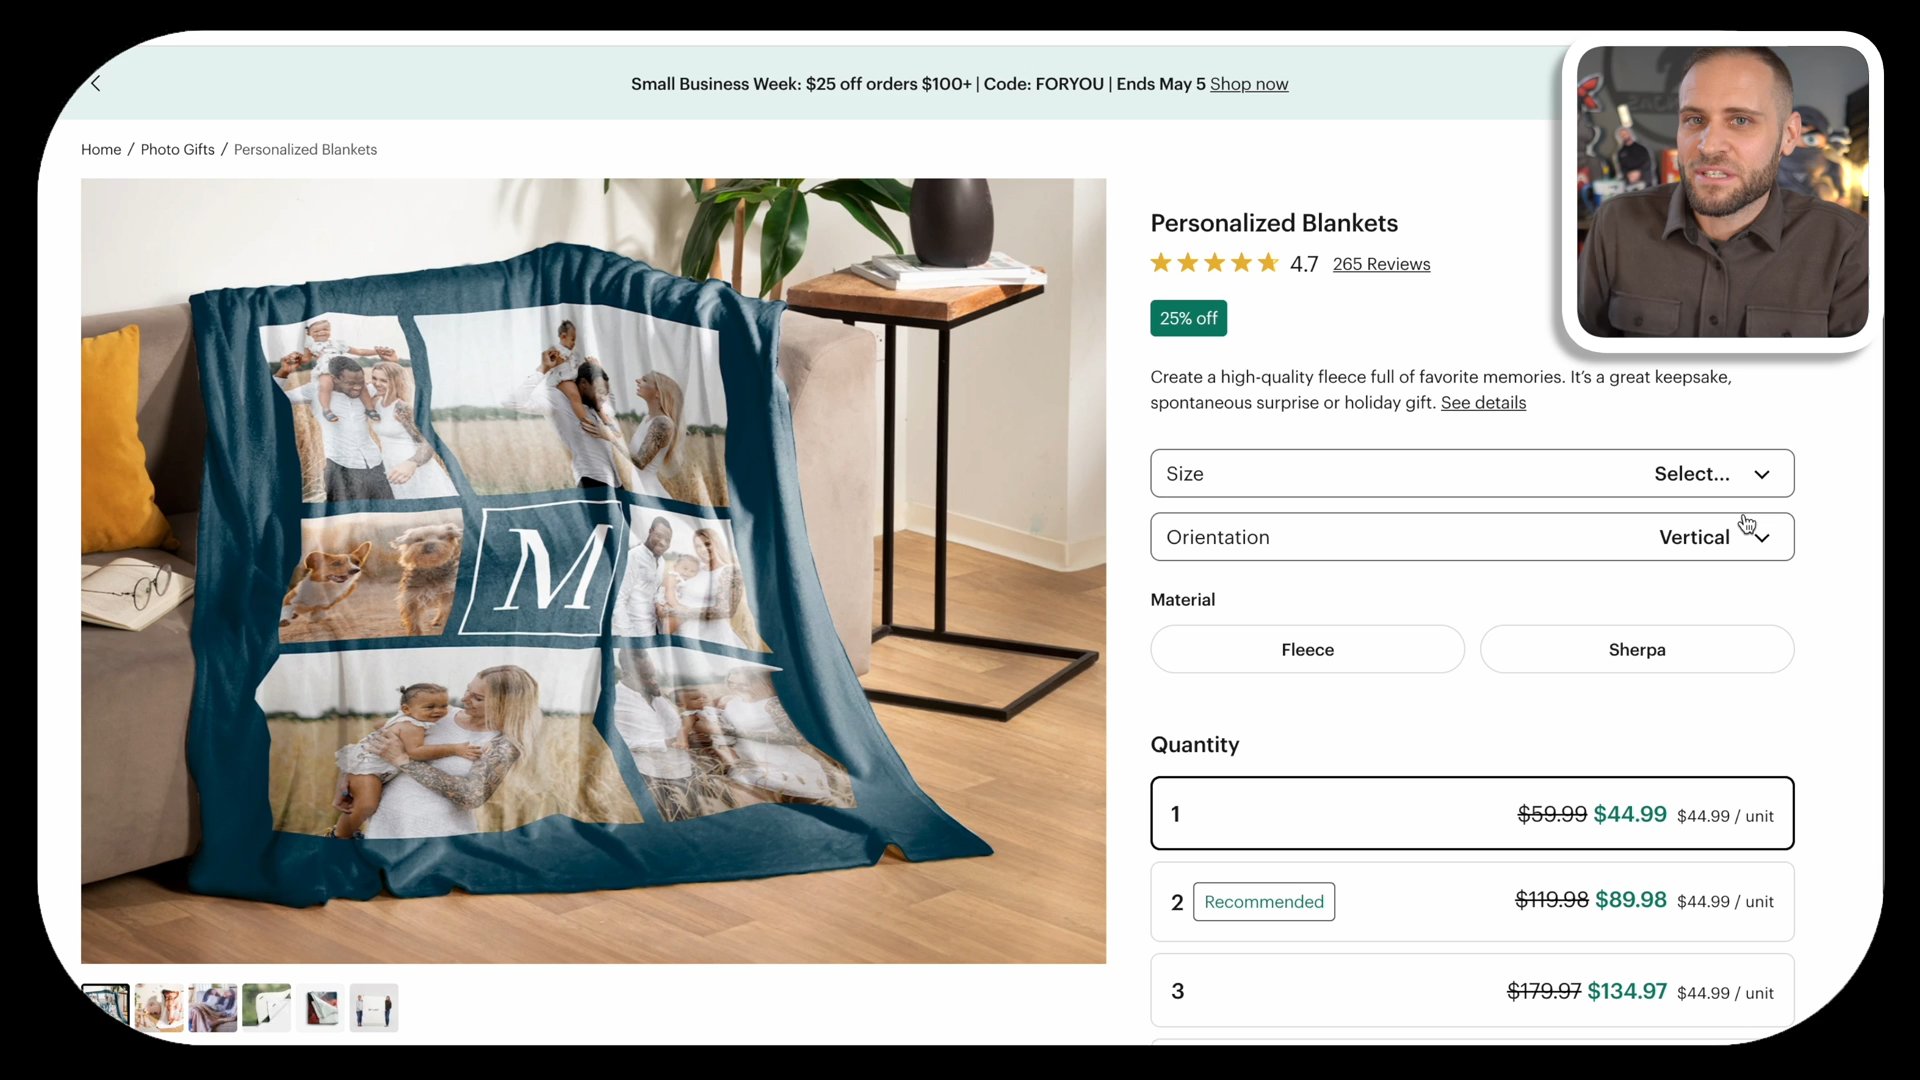 Small Business Week: $25 off orders $100+ | Code: FORYOU | Ends May 5 Shop now
Home / Photo Gifts / Personalized Blankets
Personalized Blankets
4.7 265 Reviews
25% off
Create a high-quality fleece full of favorite memories. It's a great keepsake,
spontaneous surprise or holiday gift. See details
Size Select...
Orientation Vertical
Material
Fleece Sherpa
M
Quantity
1 $59.99 $44.99 $44.99 / unit
2 Recommended $119.98 $89.98 $44.99 / unit
3 $179.97 $134.97 $44.99 / unit